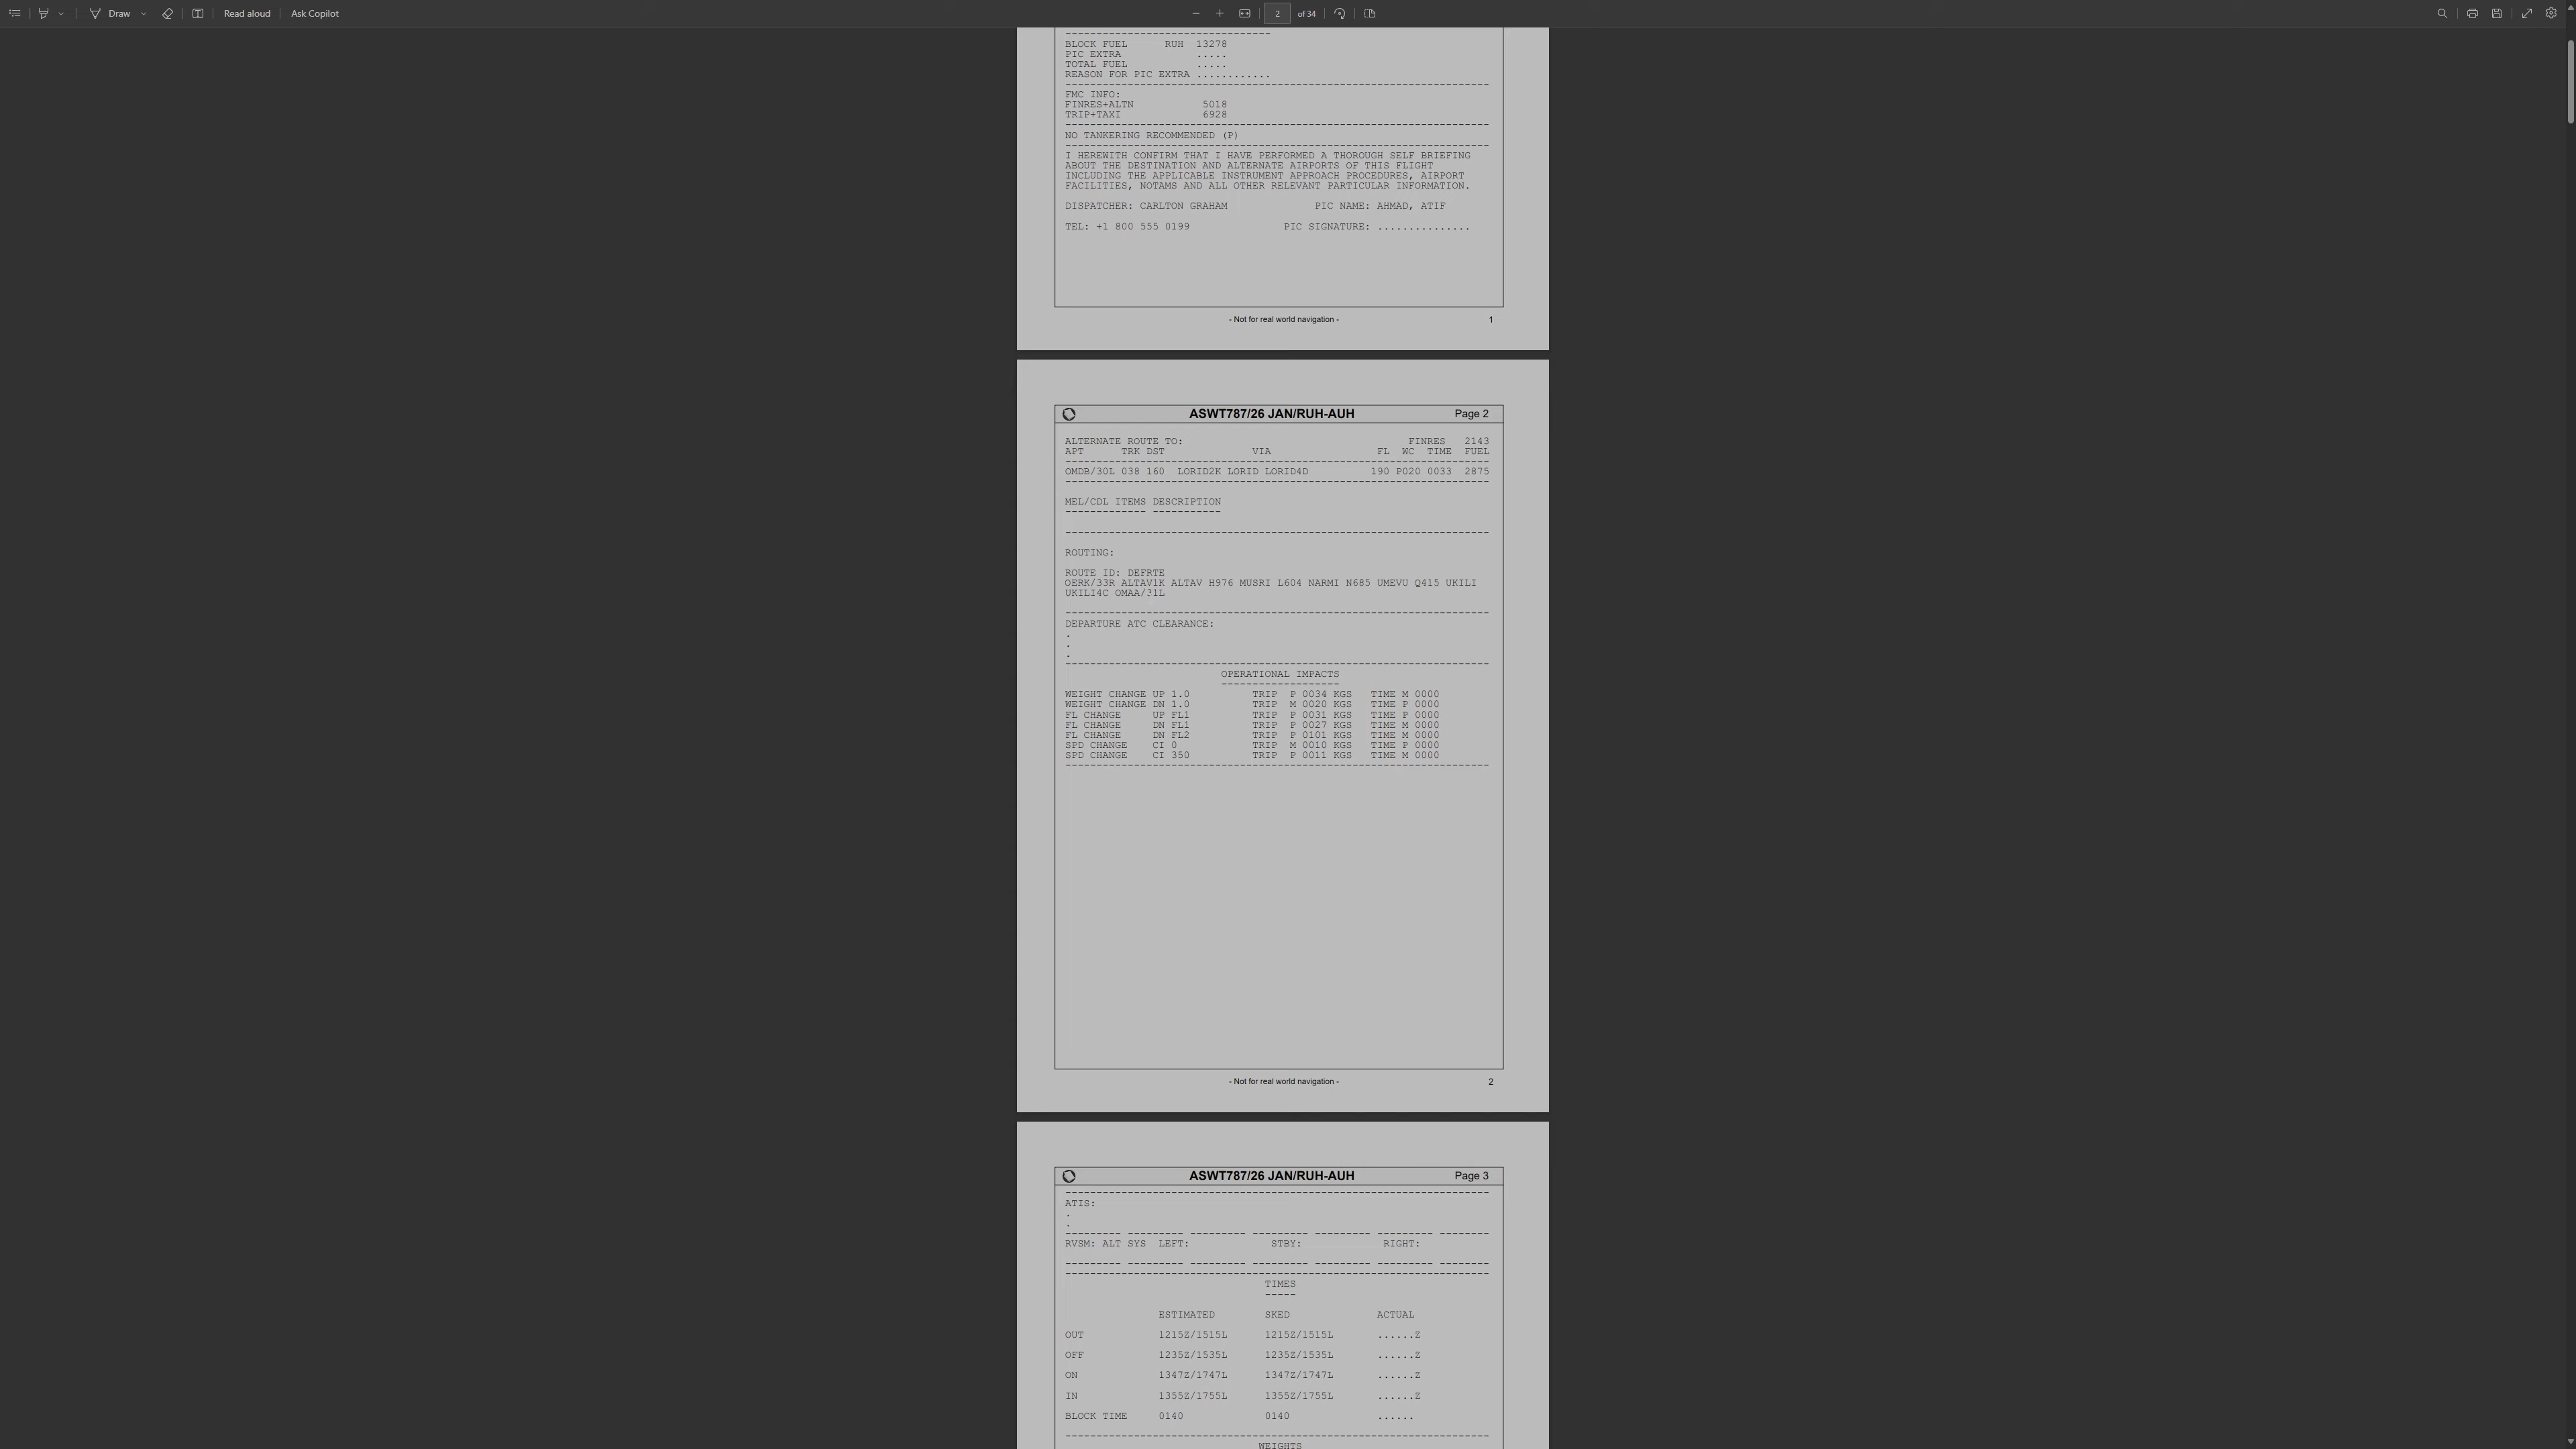 Draw
Read aloud
Ask Copilot
2
of 34
BLOCK FUEL RUH 13278
PIC EXTRA .....
TOTAL FUEL .....
REASON FOR PIC EXTRA ............
FMC INFO:
FINRES+ALTN 5018
TRIP+TAXI 6928
NO TANKERING RECOMMENDED (P)
I HEREWITH CONFIRM THAT I HAVE PERFORMED A THOROUGH SELF BRIEFING
ABOUT THE DESTINATION AND ALTERNATE AIRPORTS OF THIS FLIGHT
INCLUDING THE APPLICABLE INSTRUMENT APPROACH PROCEDURES, AIRPORT
FACILITIES, NOTAMS AND ALL OTHER RELEVANT PARTICULAR INFORMATION.
DISPATCHER: CARLTON GRAHAM PIC NAME: AHMAD, ATIF
TEL: +1 800 555 0199 PIC SIGNATURE: ...............
- Not for real world navigation - 1
ASWT787/26 JAN/RUH-AUH Page 2
ALTERNATE ROUTE TO: FINRES 2143
APT TRK DST VIA FL WC TIME FUEL
OMDB/30L 038 160 LORID2K LORID LORID4D 190 P020 0033 2875
MEL/CDL ITEMS DESCRIPTION
ROUTING:
ROUTE ID: DEFRTE
OERK/33R ALTAV1K ALTAV H976 MUSRI L604 NARMI N685 UMEVU Q415 UKILI
UKILI4C OMAA/31L
DEPARTURE ATC CLEARANCE:
.
.
.
OPERATIONAL IMPACTS
WEIGHT CHANGE UP 1.0 TRIP P 0034 KGS TIME M 0000
WEIGHT CHANGE DN 1.0 TRIP M 0020 KGS TIME P 0000
FL CHANGE UP FL1 TRIP P 0031 KGS TIME P 0000
FL CHANGE DN FL1 TRIP P 0027 KGS TIME M 0000
FL CHANGE DN FL2 TRIP P 0101 KGS TIME M 0000
SPD CHANGE CI 0 TRIP M 0010 KGS TIME P 0000
SPD CHANGE CI 350 TRIP P 0011 KGS TIME M 0000
- Not for real world navigation - 2
ASWT787/26 JAN/RUH-AUH Page 3
ATIS:
.
.
RVSM: ALT SYS LEFT: STBY: RIGHT:
TIMES
ESTIMATED SKED ACTUAL
OUT 1215Z/1515L 1215Z/1515L ......Z
OFF 1235Z/1535L 1235Z/1535L ......Z
ON 1347Z/1747L 1347Z/1747L ......Z
IN 1355Z/1755L 1355Z/1755L ......Z
BLOCK TIME 0140 0140 ......
WEIGHTS